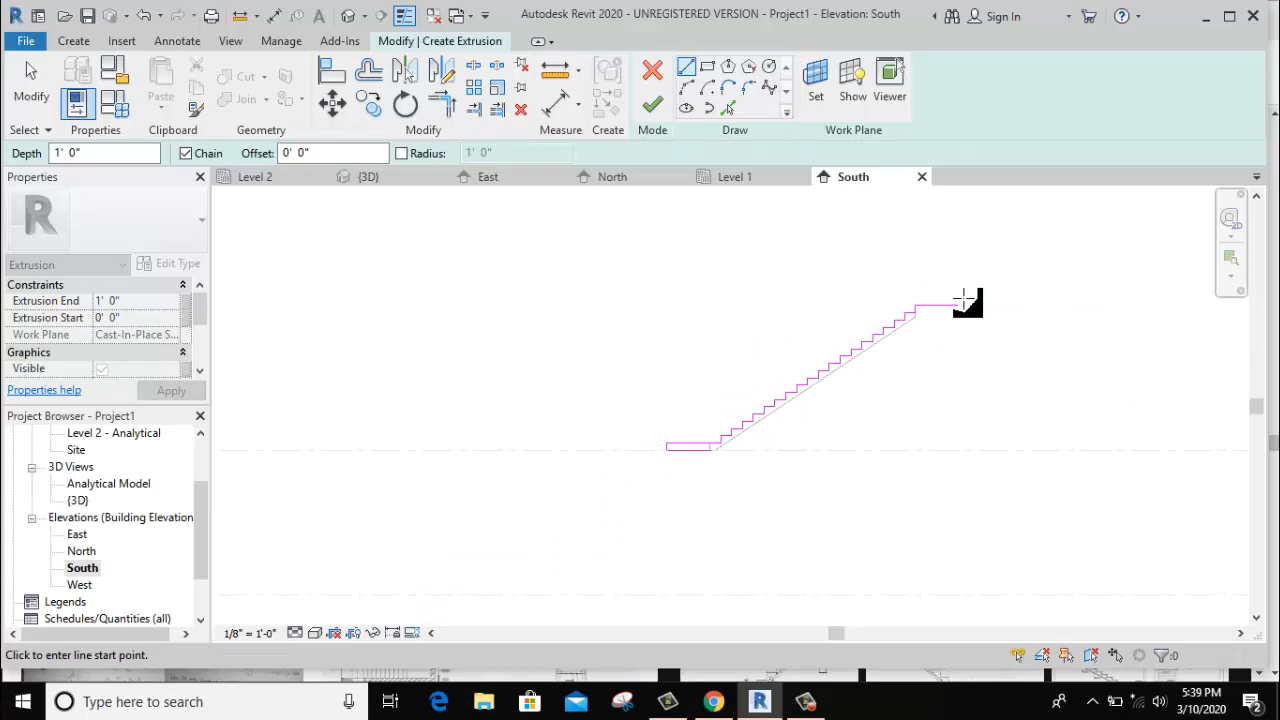 Autodesk Revit 2020 - UNREGISTERED VERSION - Project1 - Elevation: South
Sign In
File Create Insert Annotate View Manage Add-Ins Modify | Create Extrusion
Modify
Paste
Cut
Join
Set Show Viewer
Select Properties Clipboard Geometry Modify Measure Create Mode Draw Work Plane
Depth 1' 0" Chain Offset: 0' 0" Radius: 1' 0"
Properties
Level 2 {3D} East North Level 1 South
2D
Extrusion Edit Type
Constraints
Extrusion End 1' 0"
Extrusion Start 0' 0"
Work Plane Cast-In-Place S...
Graphics
Visible
Properties help Apply
Project Browser - Project1
Level 2 - Analytical
Site
3D Views
Analytical Model
{3D}
Elevations (Building Elevation
East
North
South
West
Legends
Schedules/Quantities (all)
1/8" = 1'-0"
Click to enter line start point.
:0
Type here to search
5:39 PM
3/10/2020
2